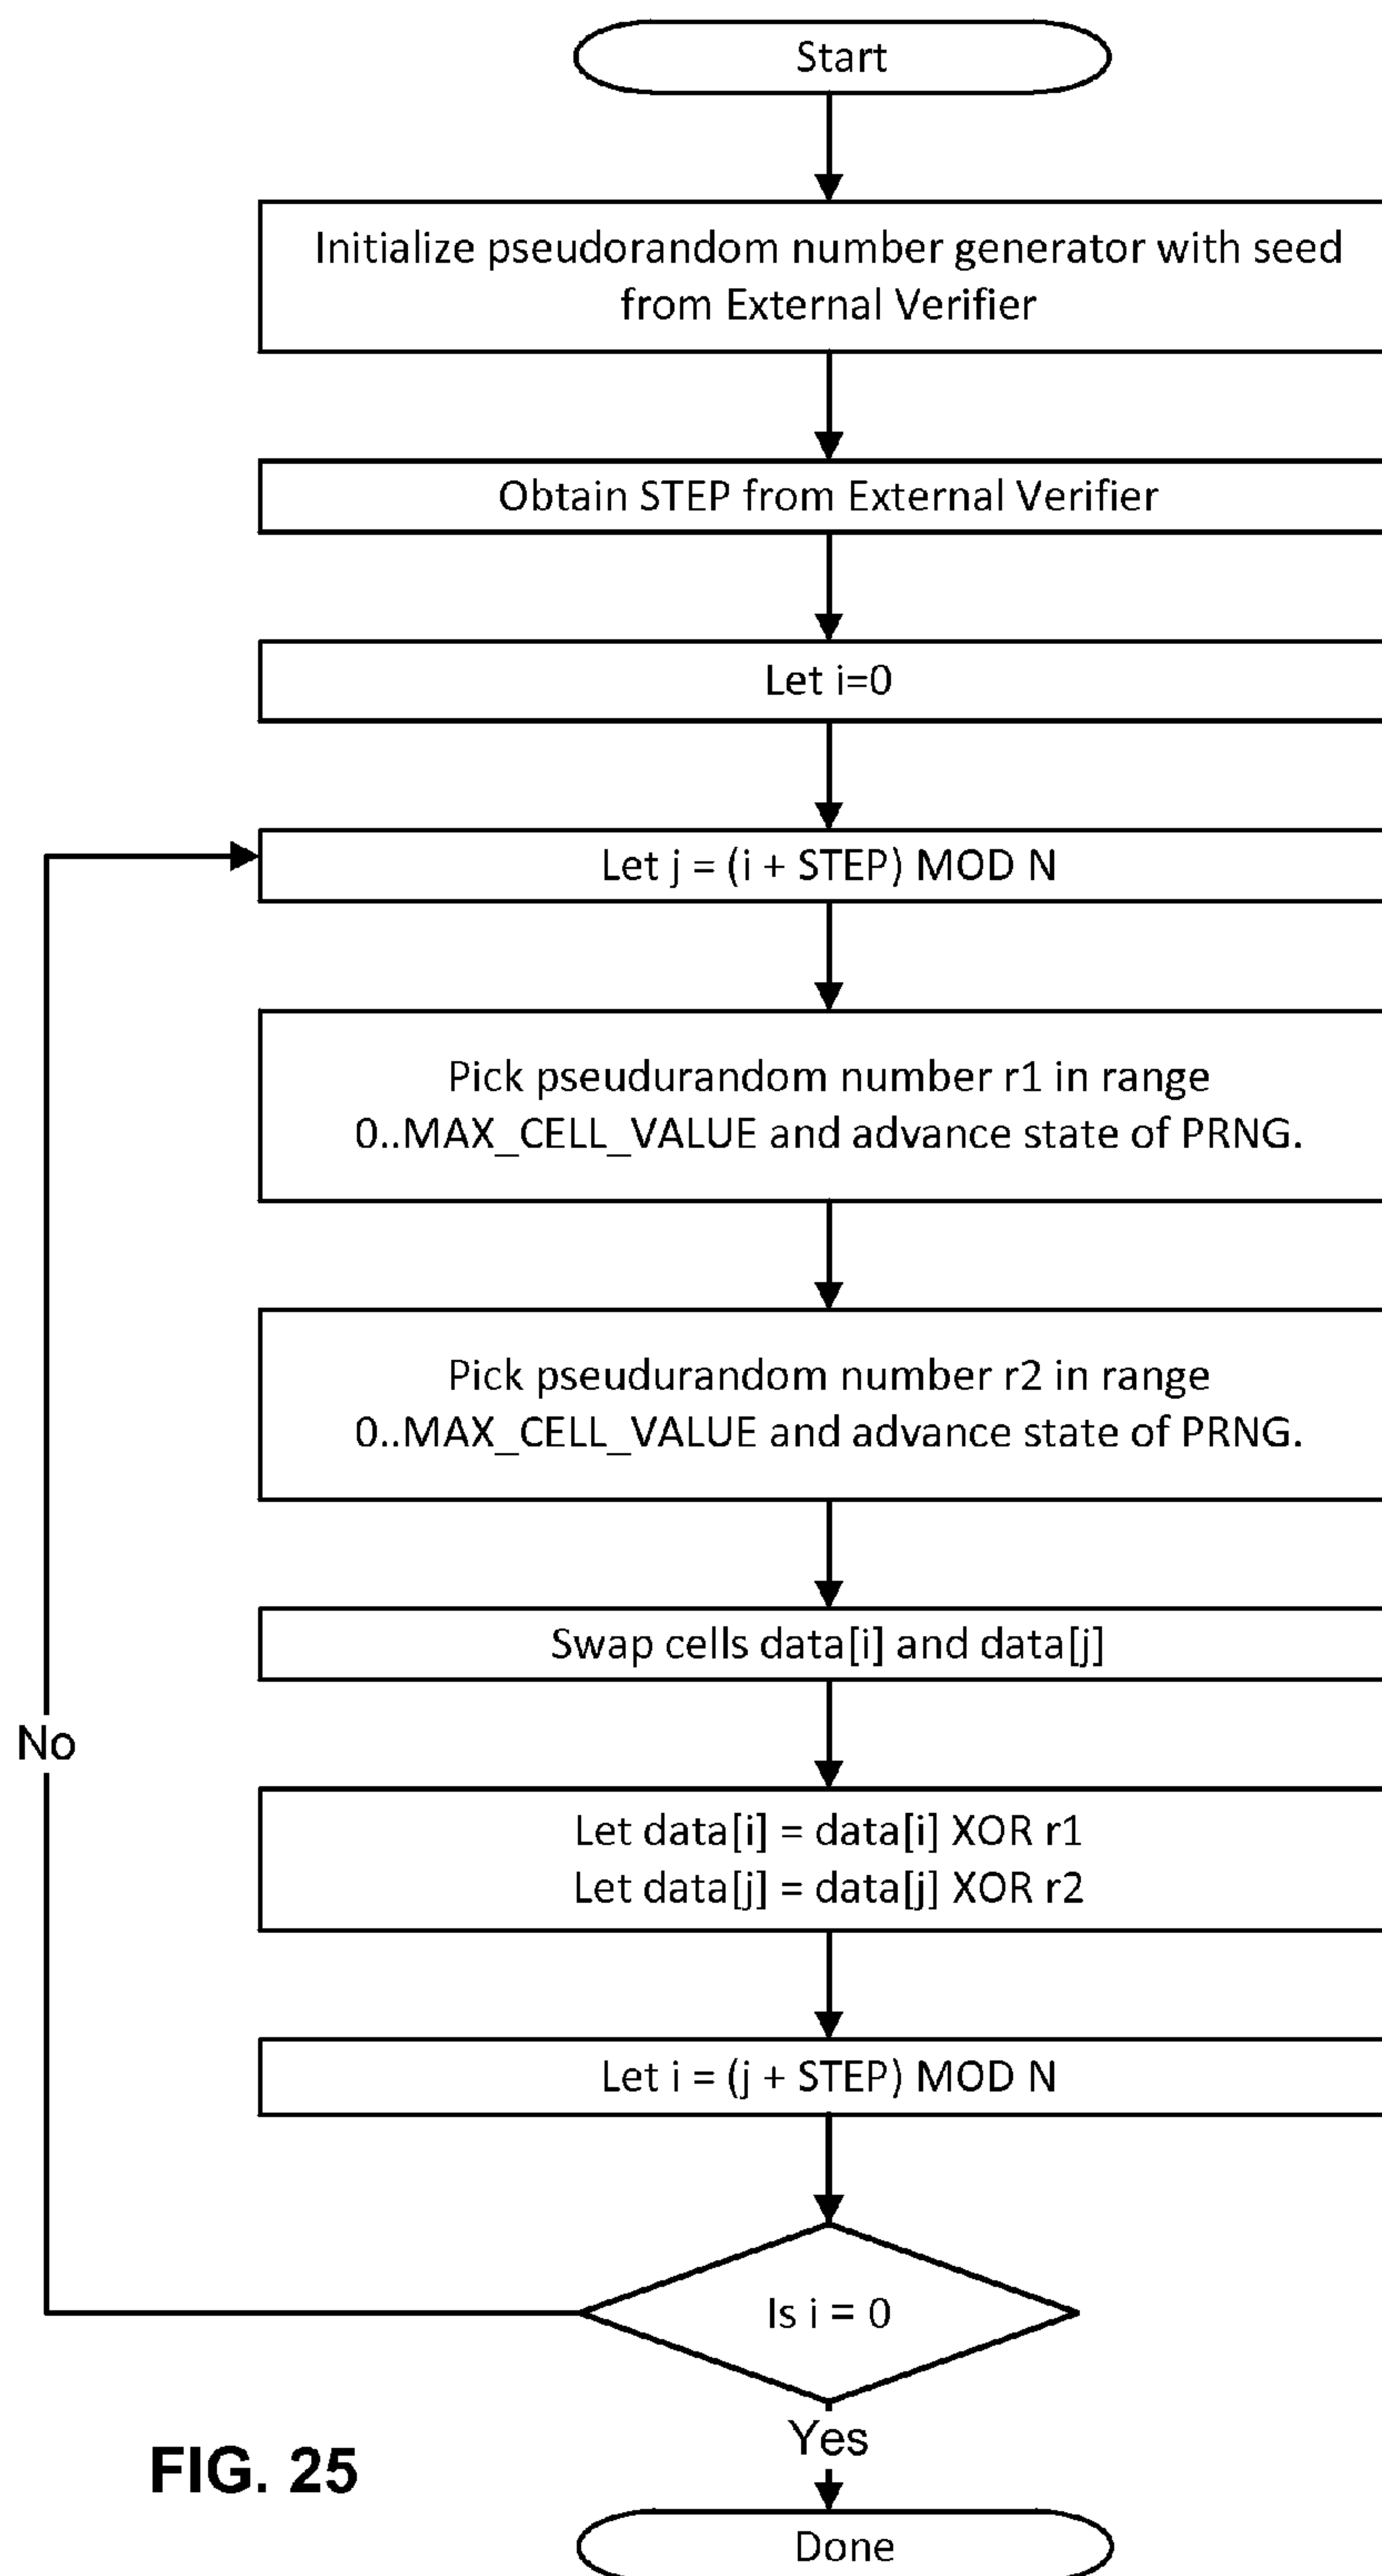 Start
Initialize pseudorandom number generator with seed
from External Verifier
Obtain STEP from External Verifier
Let i=0
Let j = (i + STEP) MOD N
Pick pseudurandom number r1 in range
0..MAX_CELL_VALUE and advance state of PRNG.
Pick pseudurandom number r2 in range
0..MAX_CELL_VALUE and advance state of PRNG.
Swap cells data[i] and data[j]
No
Let data[i] = data[i] XOR r1
Let data[j] = data[j] XOR r2
Let i = (j + STEP) MOD N
Is i = 0
Yes
FIG. 25
Done